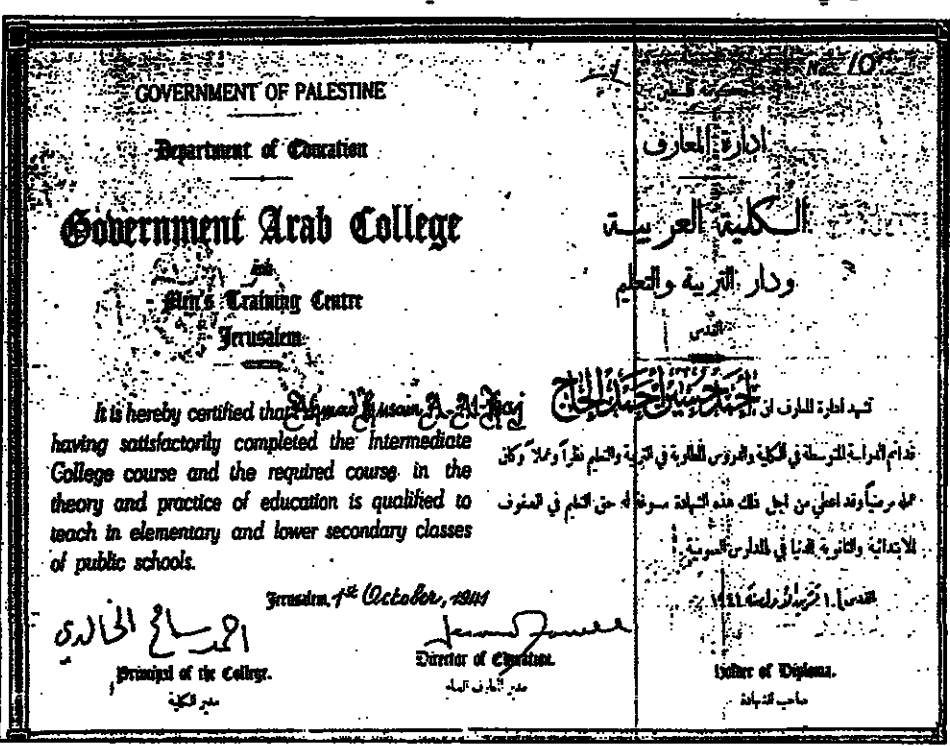 GOVERNMENT OF PALESTINE
Department of Education
Government Arab College
and
Men's Training Centre
Jerusalem
It is hereby certified that Ahmad Husain A. Al-Haj
having satisfactorily completed the Intermediate
College course and the required course in the
theory and practice of education is qualified to
teach in elementary and lower secondary classes
of public schools.
Jerusalem, 1st October, 1941
احمد سامح الخالدي
Principal of the College.
مدير الكلية
Director of Education.
مدير المعارف العام
No. 10
ادارة المعارف
الكلية العربية
ودار التربية والتعليم
القدس
تشهد ادارة المعارف ان احمد حسين احمد الحاج
قد اتم الدراسة المتوسطة في الكلية والدروس المطلوبة في التربية والتعليم نظراً وعملاً وكان
عمله مرضياً وقد اعطي من اجل ذلك هذه الشهادة مسوغة له حق التعليم في الصفوف
الابتدائية والثانوية الدنيا في المدارس العمومية.
القدس ١ تشرين الاول سنة ١٩٤١
Holder of Diploma.
صاحب الشهادة